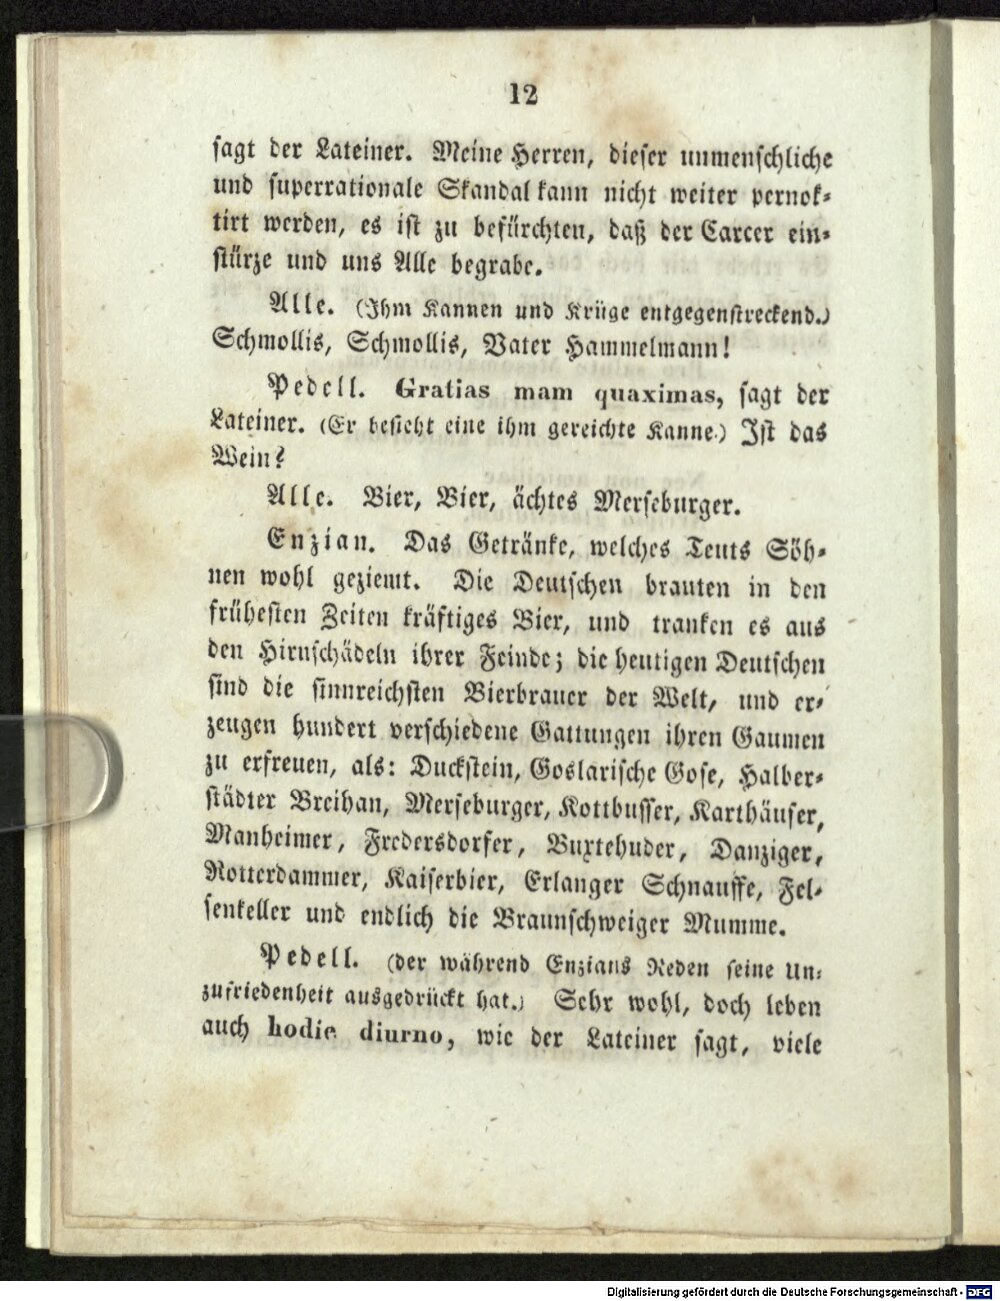 12
sagt der Lateiner. Meine Herren, dieser unmenschliche
und superrationale Skandal kann nicht weiter pernok-
tirt werden, es ist zu befürchten, daß der Carcer ein-
stürze und uns Alle begrabe.
Alle. (Ihm Kannen und Krüge entgegenstreckend.)
Schmollis, Schmollis, Vater Hammelmann!
Pedell. Gratias mam quaximas, sagt der
Lateiner. (Er besieht eine ihm gereichte Kanne.) Ist das
Wein?
Alle. Bier, Bier, ächtes Merseburger.
Enzian. Das Getränke, welches Teuts Söh-
nen wohl geziemt. Die Deutschen brauten in den
frühesten Zeiten kräftiges Bier, und tranken es aus
den Hirnschädeln ihrer Feinde; die heutigen Deutschen
sind die sinnreichsten Bierbrauer der Welt, und er-
zeugen hundert verschiedene Gattungen ihren Gaumen
zu erfreuen, als: Duckstein, Goslarische Gose, Halber-
städter Breihan, Merseburger, Kottbusser, Karthäuser,
Manheimer, Fredersdorfer, Buxtehuder, Danziger,
Rotterdammer, Kaiserbier, Erlanger Schnauffe, Fel-
senkeller und endlich die Braunschweiger Mumme.
Pedell. (der während Enzians Reden seine Un-
zufriedenheit ausgedrückt hat.) Sehr wohl, doch leben
auch hodie diurno, wie der Lateiner sagt, viele
Digitalisierung gefördert durch die Deutsche Forschungsgemeinschaft - DFG